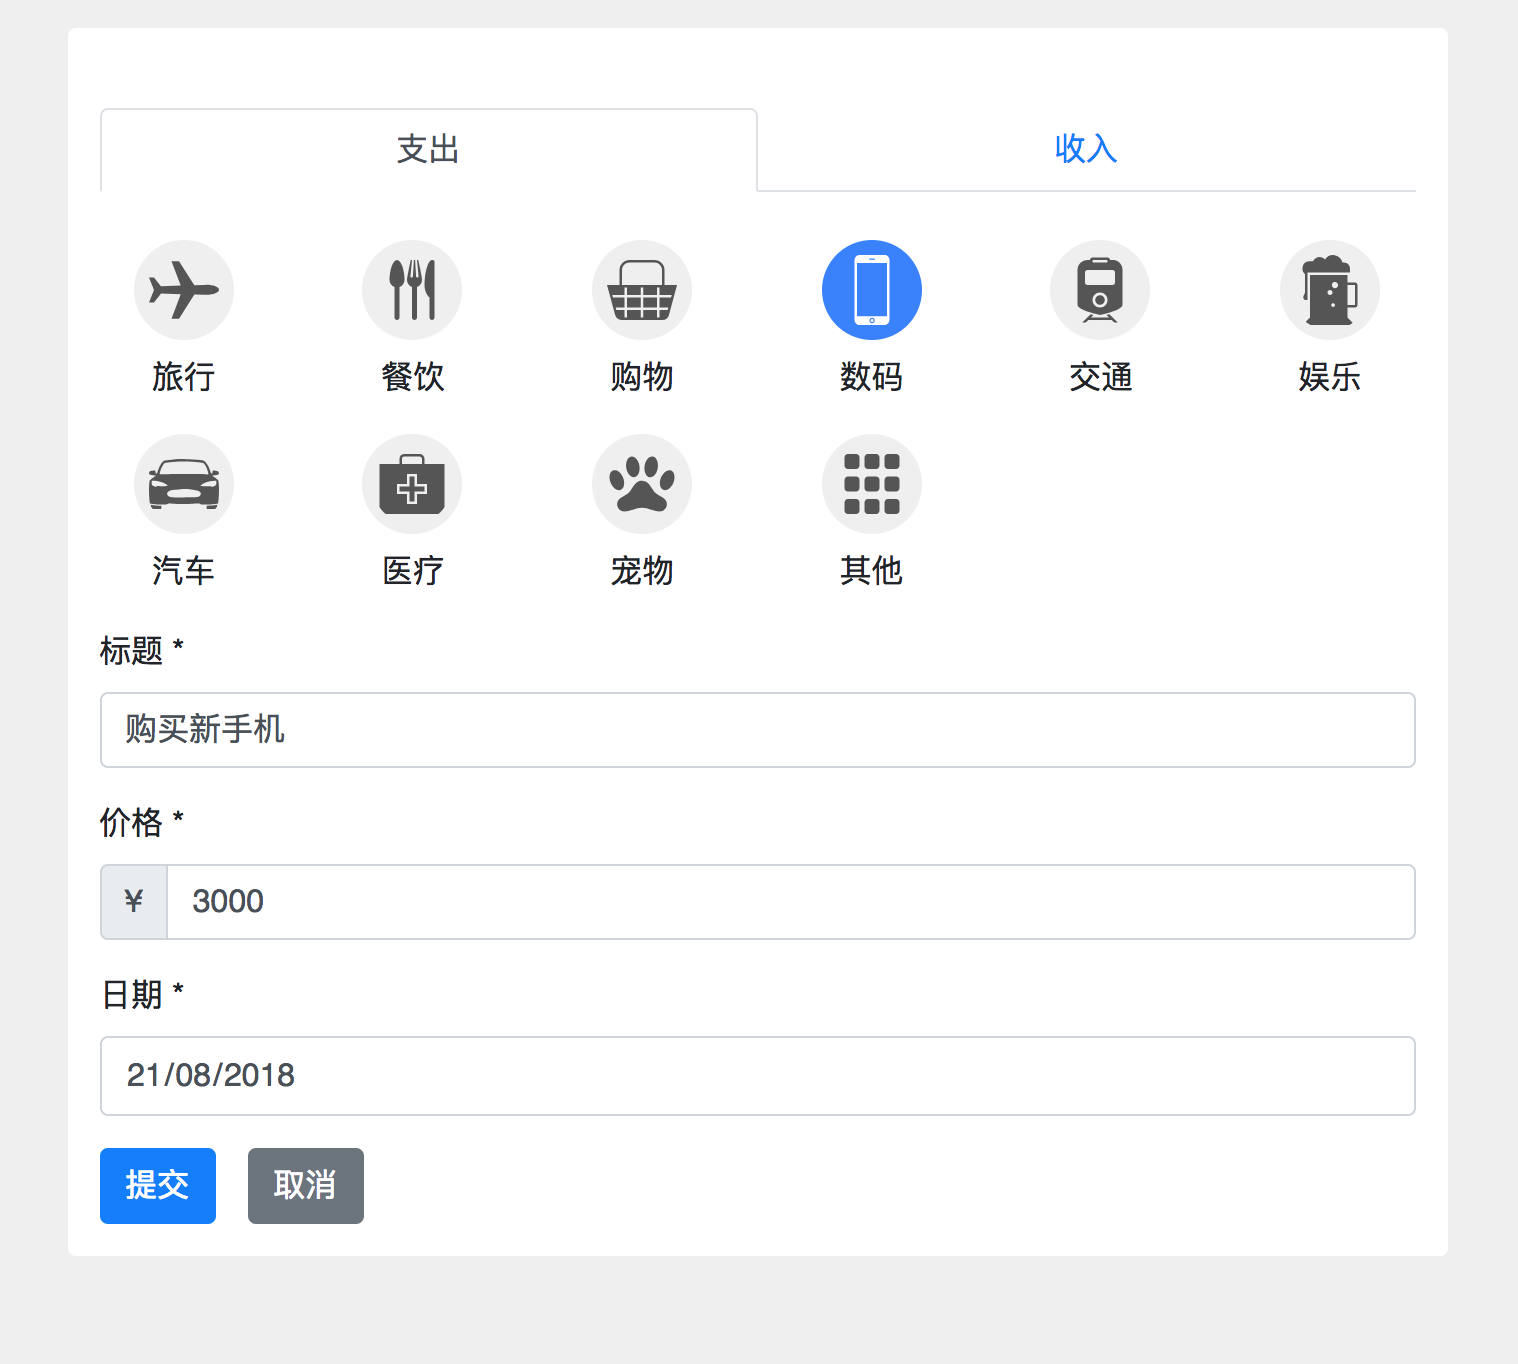 支出 收入
旅行 餐饮 购物 数码 交通 娱乐
汽车 医疗 宠物 其他
标题 *
购买新手机
价格 *
¥ 3000
日期 *
21/08/2018
提交 取消